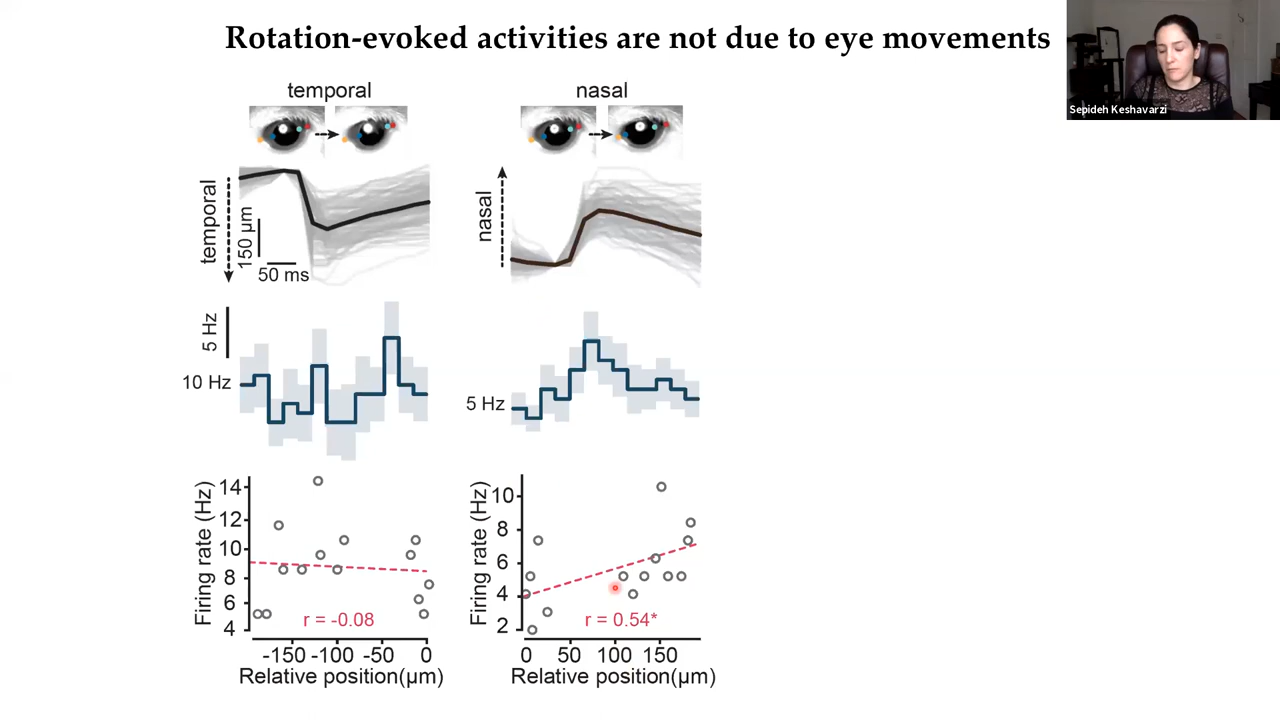 Rotation-evoked activities are not due to eye movements
Sepideh Keshavarzi
temporal
nasal
temporal
150 µm
50 ms
nasal
5 Hz
10 Hz
5 Hz
Firing rate (Hz)
14
12
10
8
6
4
r = -0.08
-150 -100 -50 0
Relative position(µm)
Firing rate (Hz)
10
8
6
4
2
r = 0.54*
0 50 100 150
Relative position(µm)